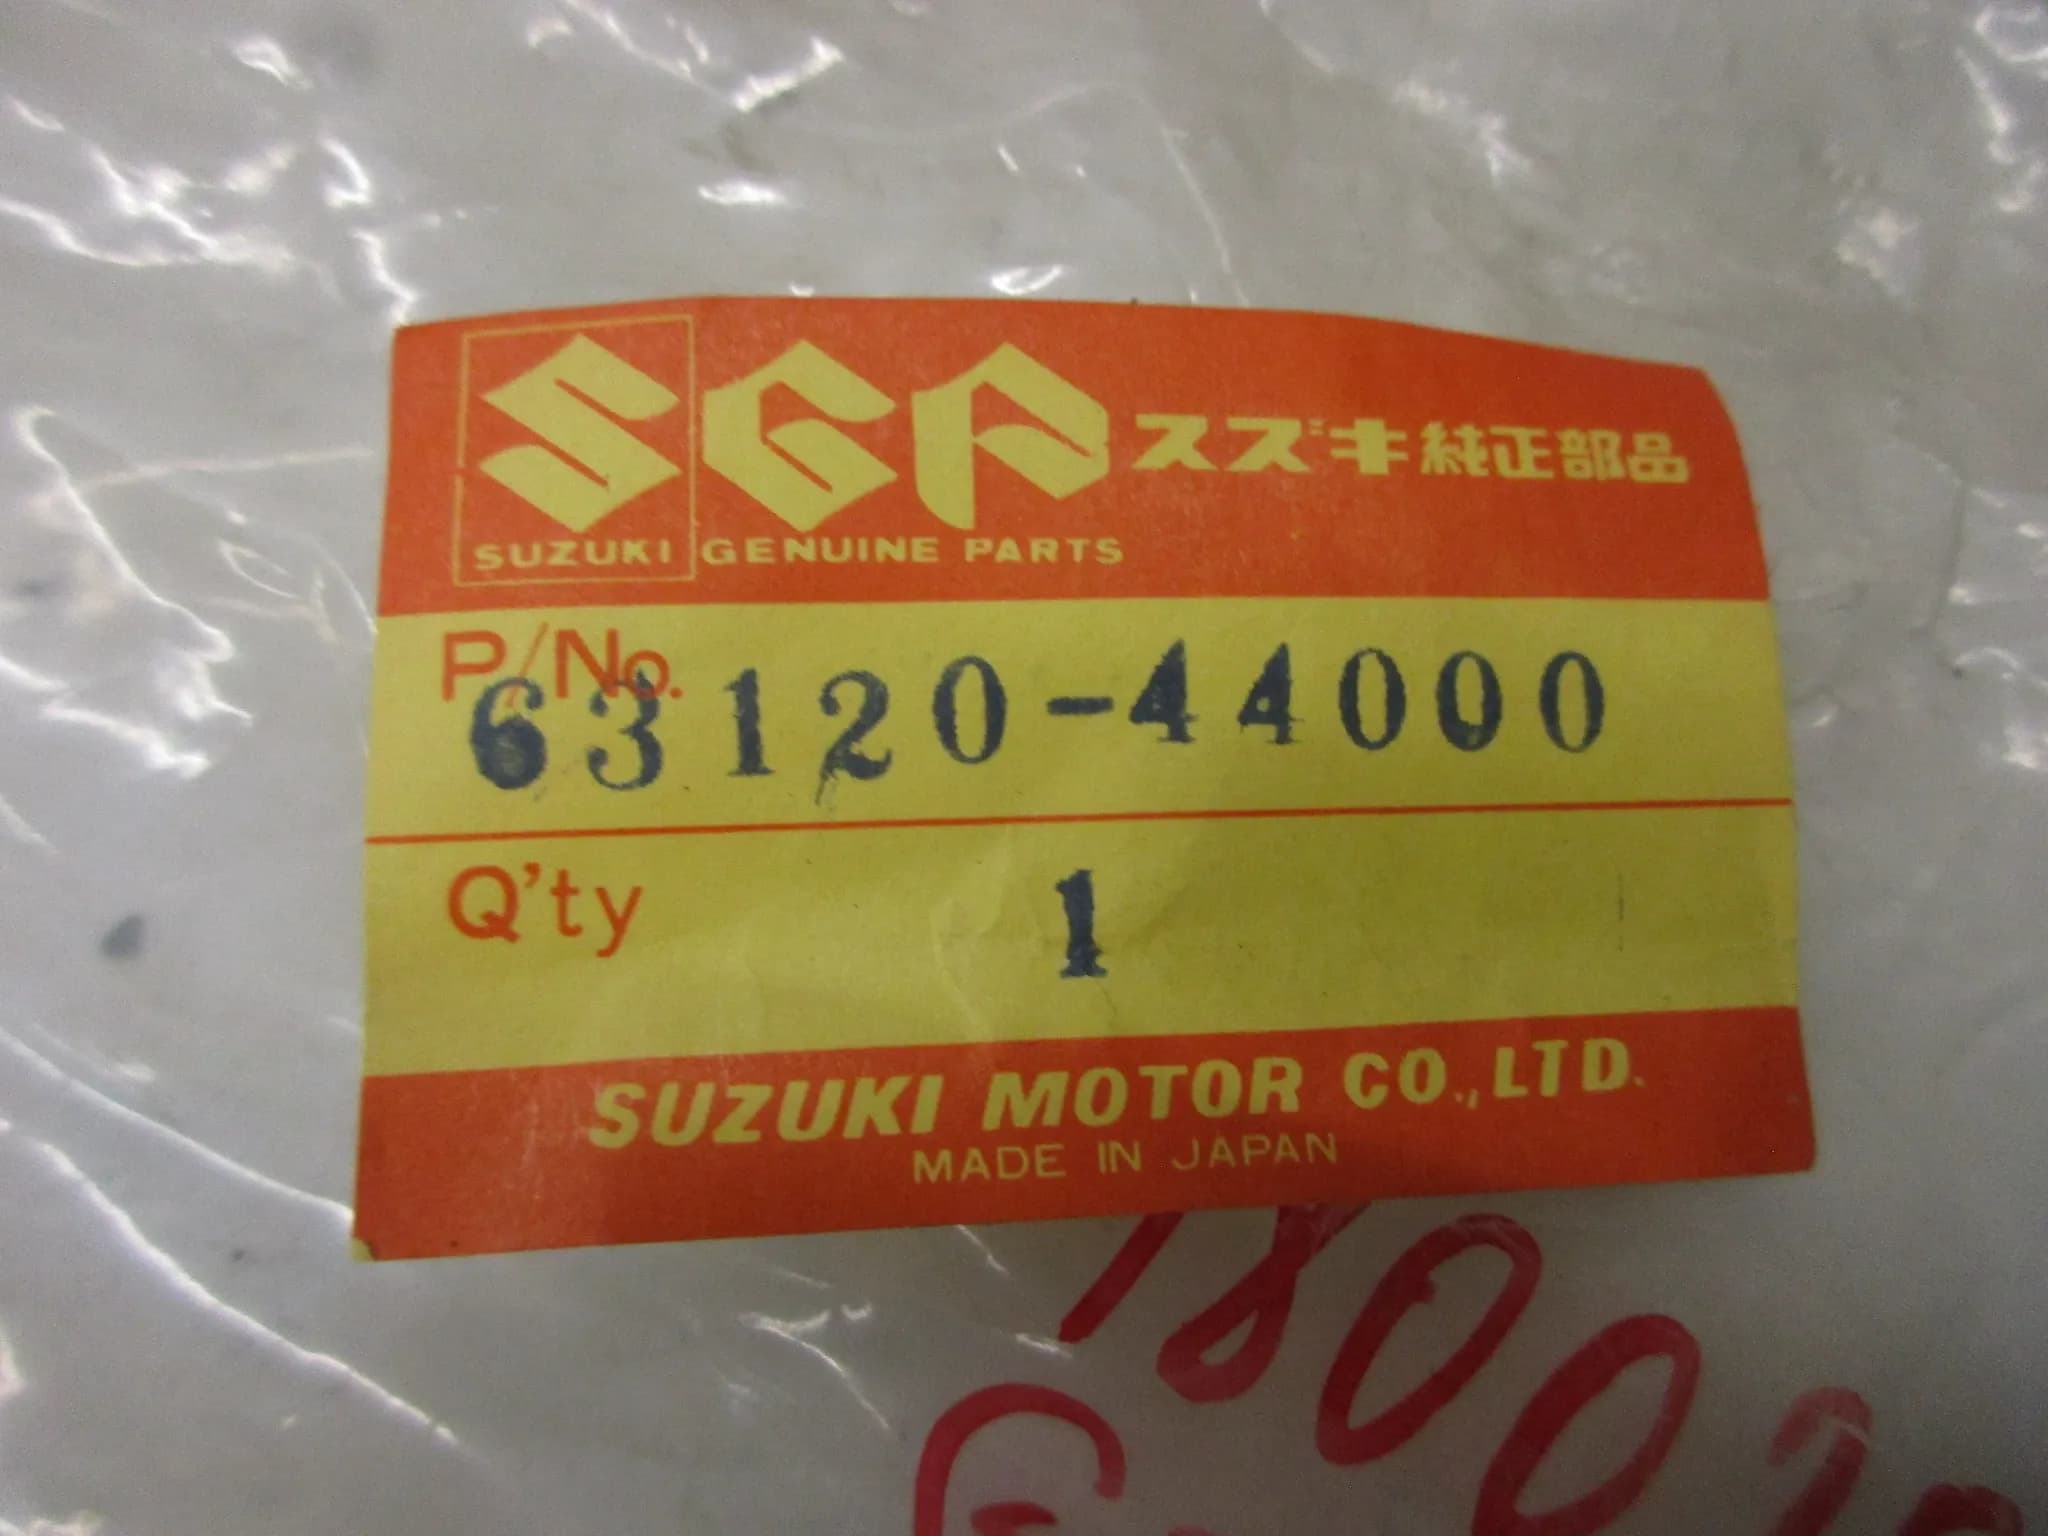 SGP スズキ純正部品
SUZUKI GENUINE PARTS
P/No. 63120-44000
Q'ty 1
SUZUKI MOTOR CO., LTD.
MADE IN JAPAN